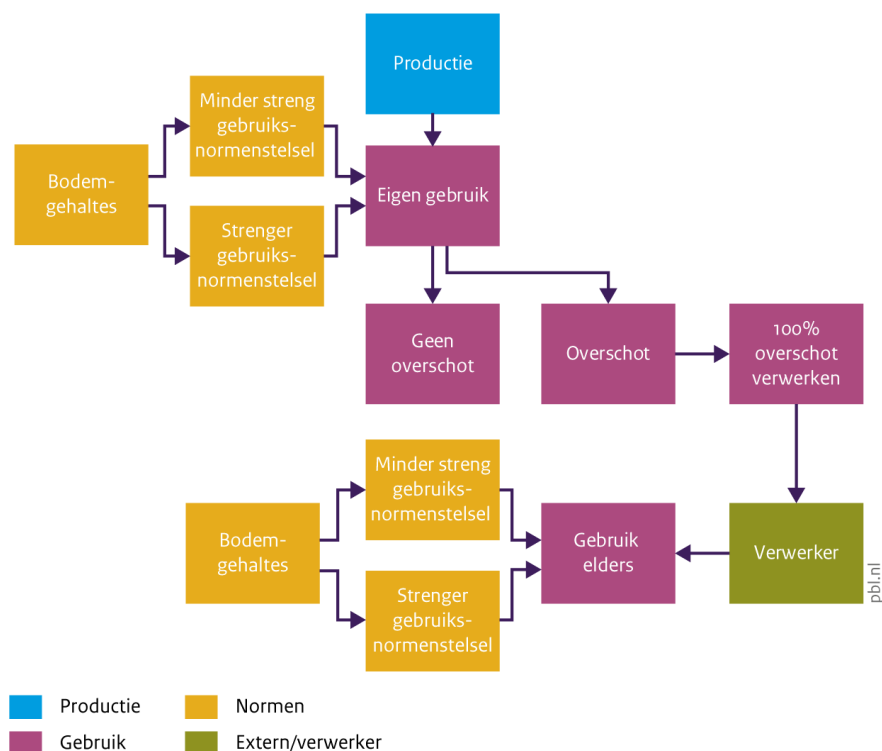 Productie
Minder streng
gebruiks-
normenstelsel
Bodem-
gehaltes
Eigen gebruik
Strenger
gebruiks-
normenstelsel
Geen
overschot
Overschot
100%
overschot
verwerken
Minder streng
gebruiks-
normenstelsel
Bodem-
gehaltes
Gebruik
elders
Verwerker
Strenger
gebruiks-
normenstelsel
pbl.nl
Productie
Normen
Gebruik
Extern/verwerker